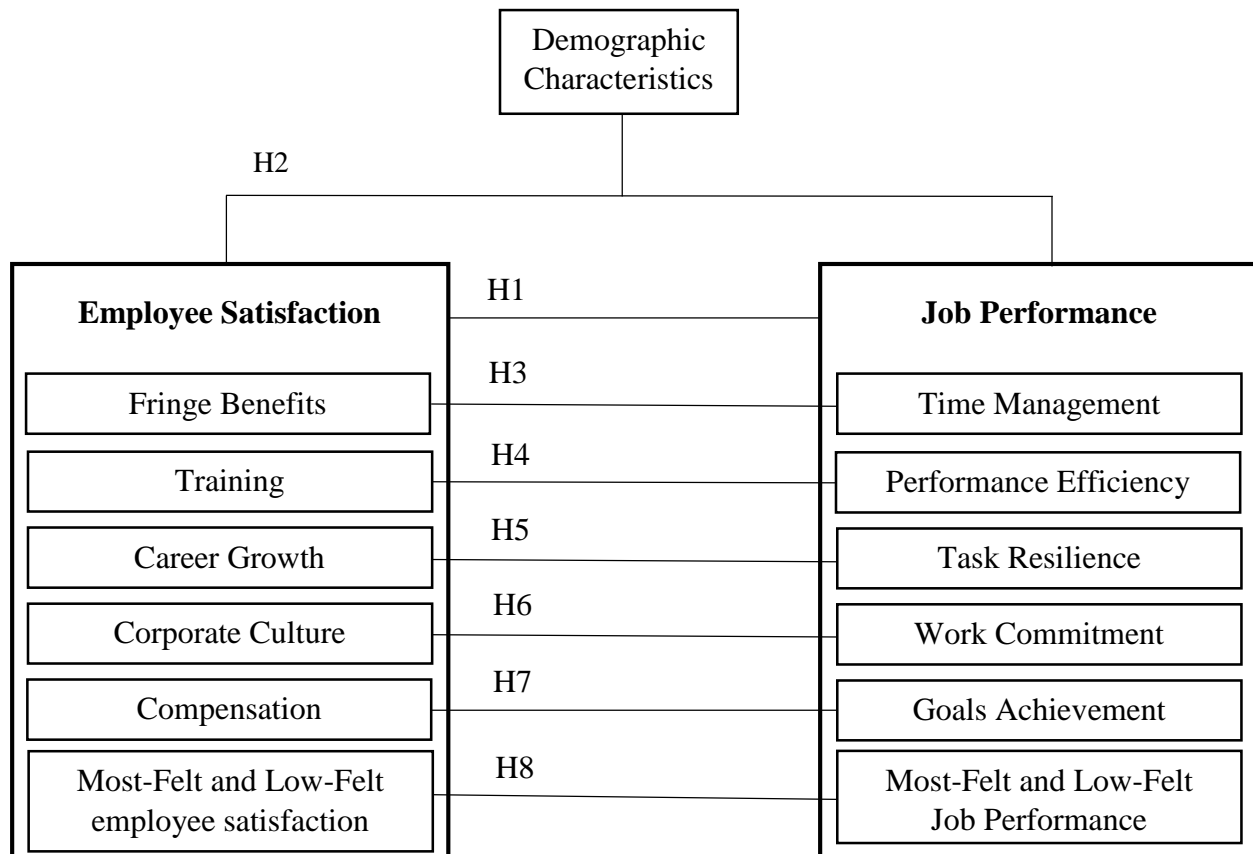 Demographic
Characteristics
H2
Employee Satisfaction
H1
Job Performance
Fringe Benefits
H3
Time Management
Training
H4
Performance Efficiency
Career Growth
H5
Task Resilience
Corporate Culture
H6
Work Commitment
Compensation
H7
Goals Achievement
Most-Felt and Low-Felt
employee satisfaction
H8
Most-Felt and Low-Felt
Job Performance